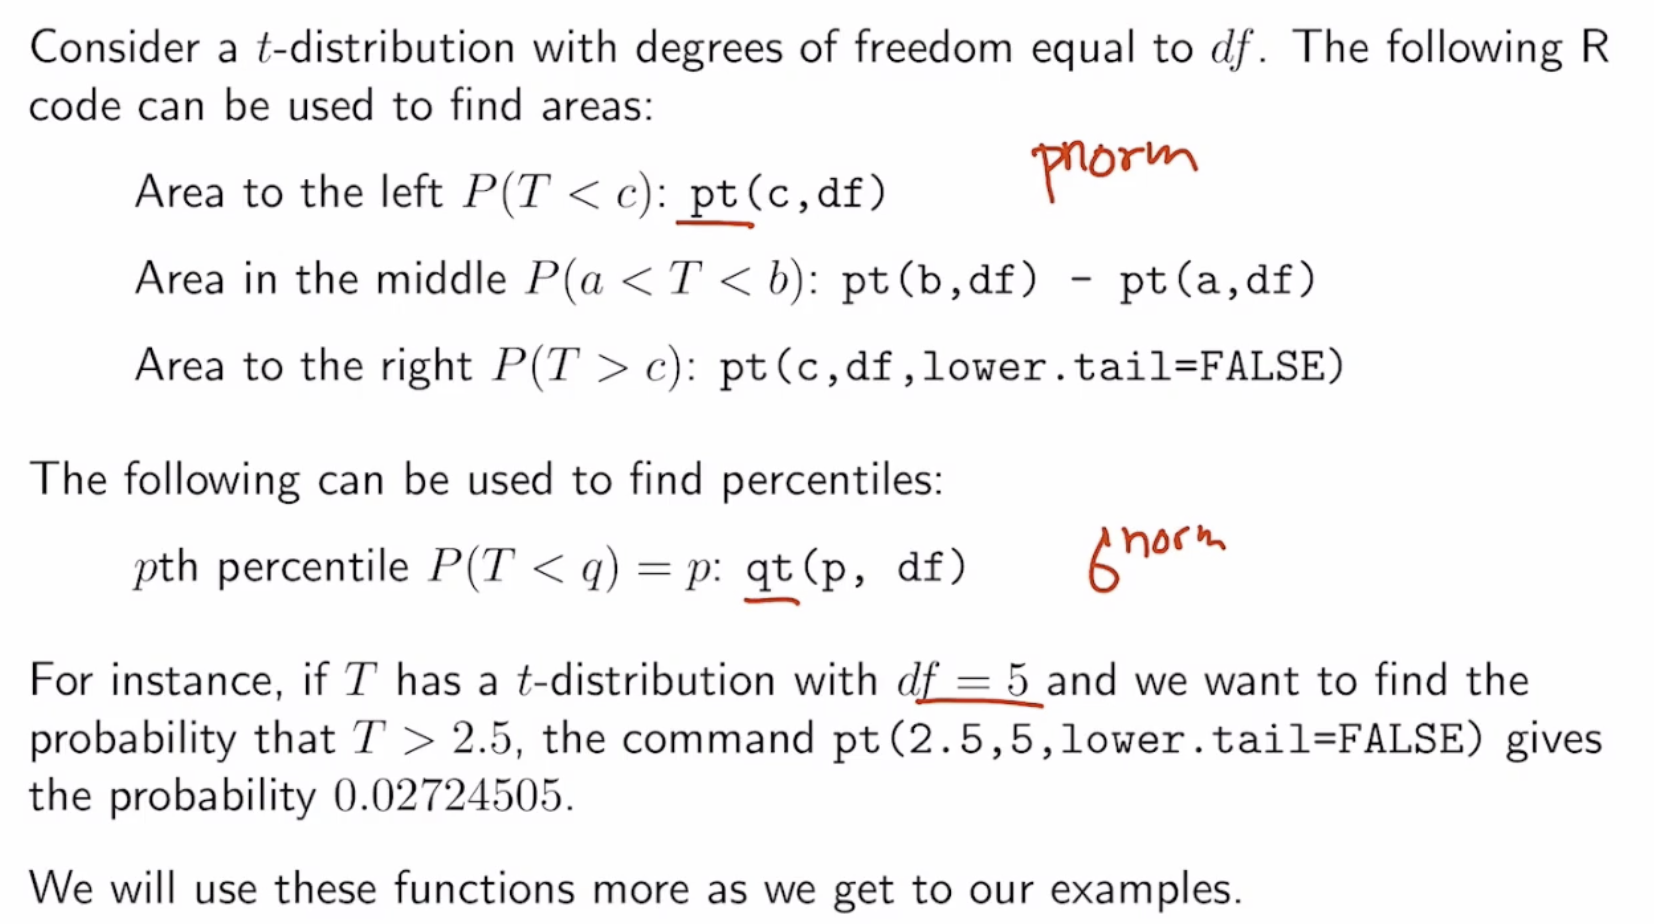 Consider a t-distribution with degrees of freedom equal to df. The following R
code can be used to find areas:
pnorm
Area to the left P(T < c): pt(c,df)
Area in the middle P(a < T < b): pt(b,df) - pt(a,df)
Area to the right P(T > c): pt(c,df,lower.tail=FALSE)
The following can be used to find percentiles:
qnorm
pth percentile P(T < q) = p: qt(p, df)
For instance, if T has a t-distribution with df = 5 and we want to find the
probability that T > 2.5, the command pt(2.5,5,lower.tail=FALSE) gives
the probability 0.02724505.
We will use these functions more as we get to our examples.